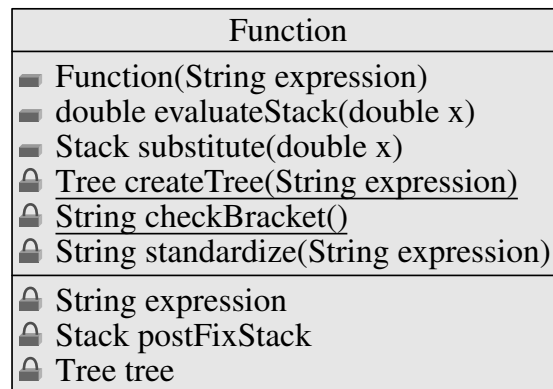 Function
Function(String expression)
double evaluateStack(double x)
Stack substitute(double x)
Tree createTree(String expression)
String checkBracket()
String standardize(String expression)
String expression
Stack postFixStack
Tree tree